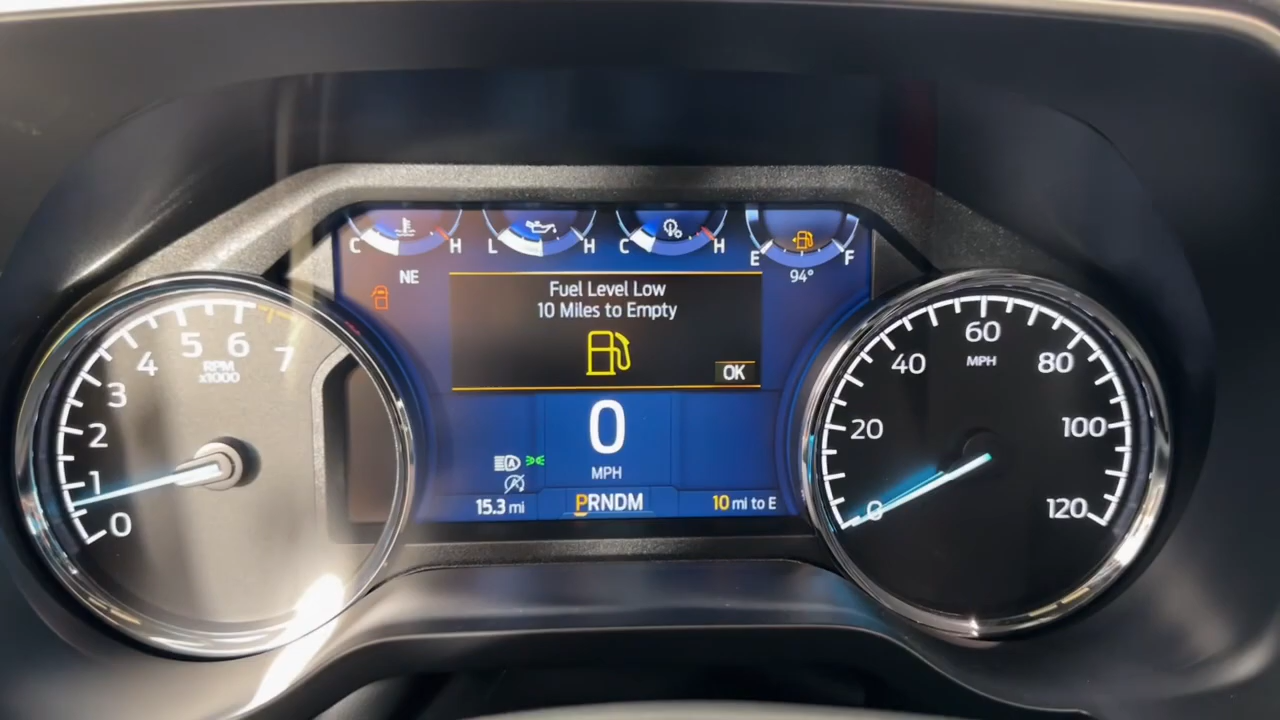 C H L H C H E F
NE
94°
Fuel Level Low
10 Miles to Empty
OK
0
MPH
15.3 mi
PRNDM
10 mi to E
0
1
2
3
4
5
6
7
RPM
x1000
0
20
40
60
80
100
120
MPH